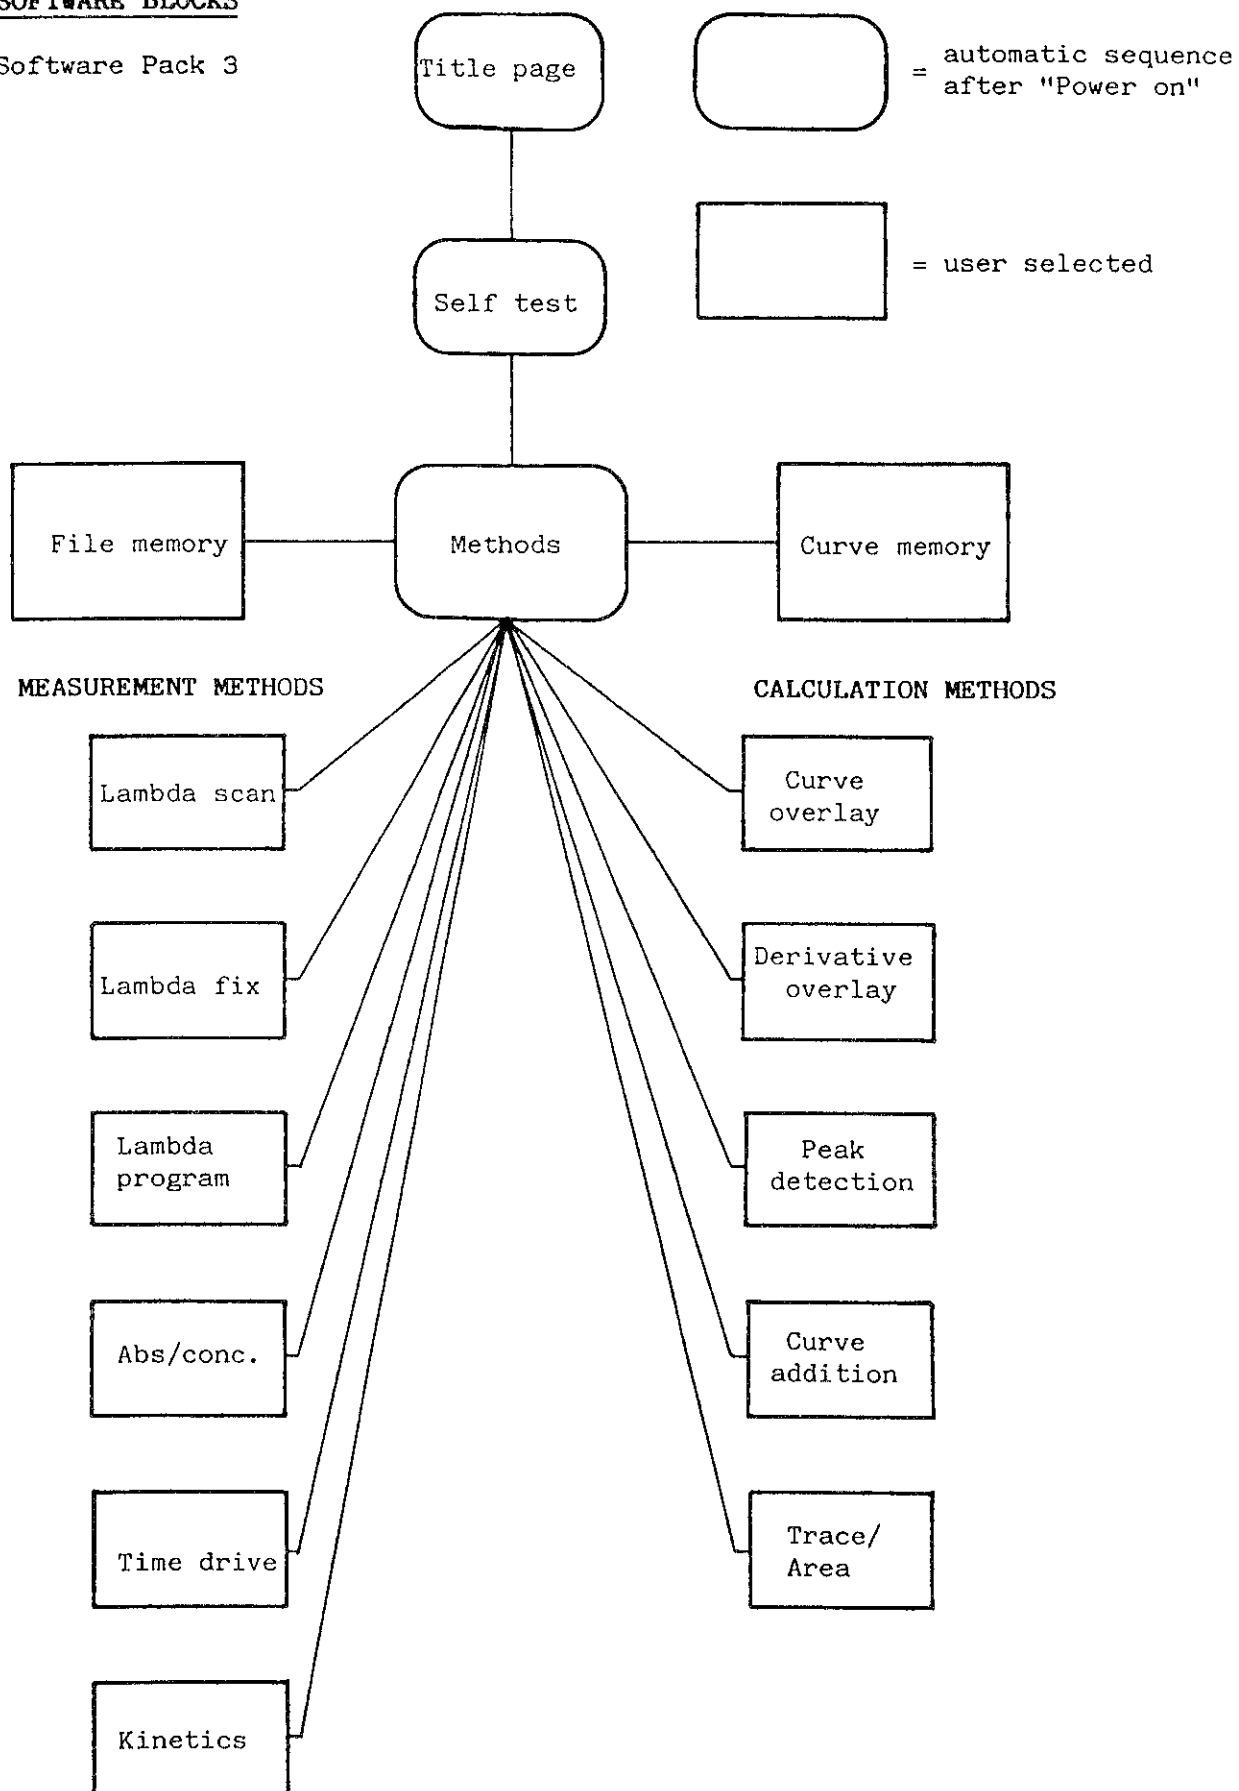 SOFTWARE BLOCKS
Software Pack 3
Title page
= automatic sequence
after "Power on"
Self test
= user selected
File memory
Methods
Curve memory
MEASUREMENT METHODS
CALCULATION METHODS
Lambda scan
Curve
overlay
Lambda fix
Derivative
overlay
Lambda
program
Peak
detection
Abs/conc.
Curve
addition
Time drive
Trace/
Area
Kinetics